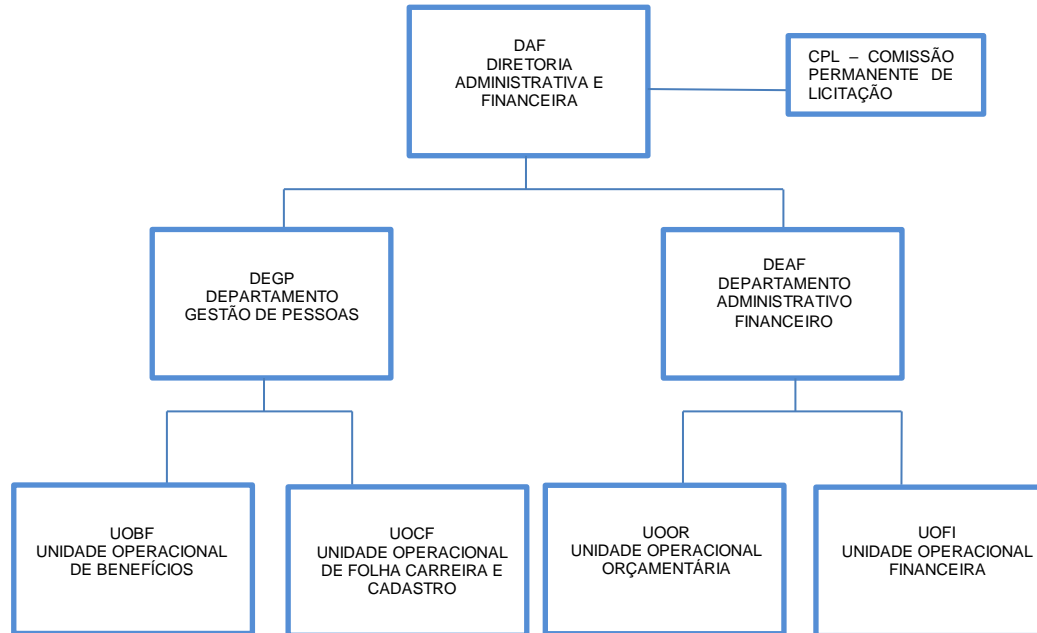 DAF
DIRETORIA
ADMINISTRATIVA E
FINANCEIRA
CPL – COMISSÃO
PERMANENTE DE
LICITAÇÃO
DEGP
DEPARTAMENTO
GESTÃO DE PESSOAS
DEAF
DEPARTAMENTO
ADMINISTRATIVO
FINANCEIRO
UOBF
UNIDADE OPERACIONAL
DE BENEFÍCIOS
UOCF
UNIDADE OPERACIONAL
DE FOLHA CARREIRA E
CADASTRO
UOOR
UNIDADE OPERACIONAL
ORÇAMENTÁRIA
UOFI
UNIDADE OPERACIONAL
FINANCEIRA